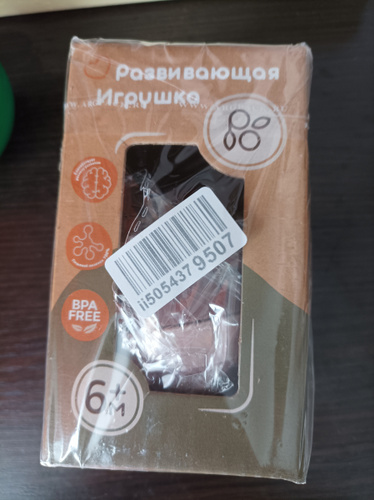 Развивающая
Игрушка
ii5054379507
BPA
FREE
6+
м